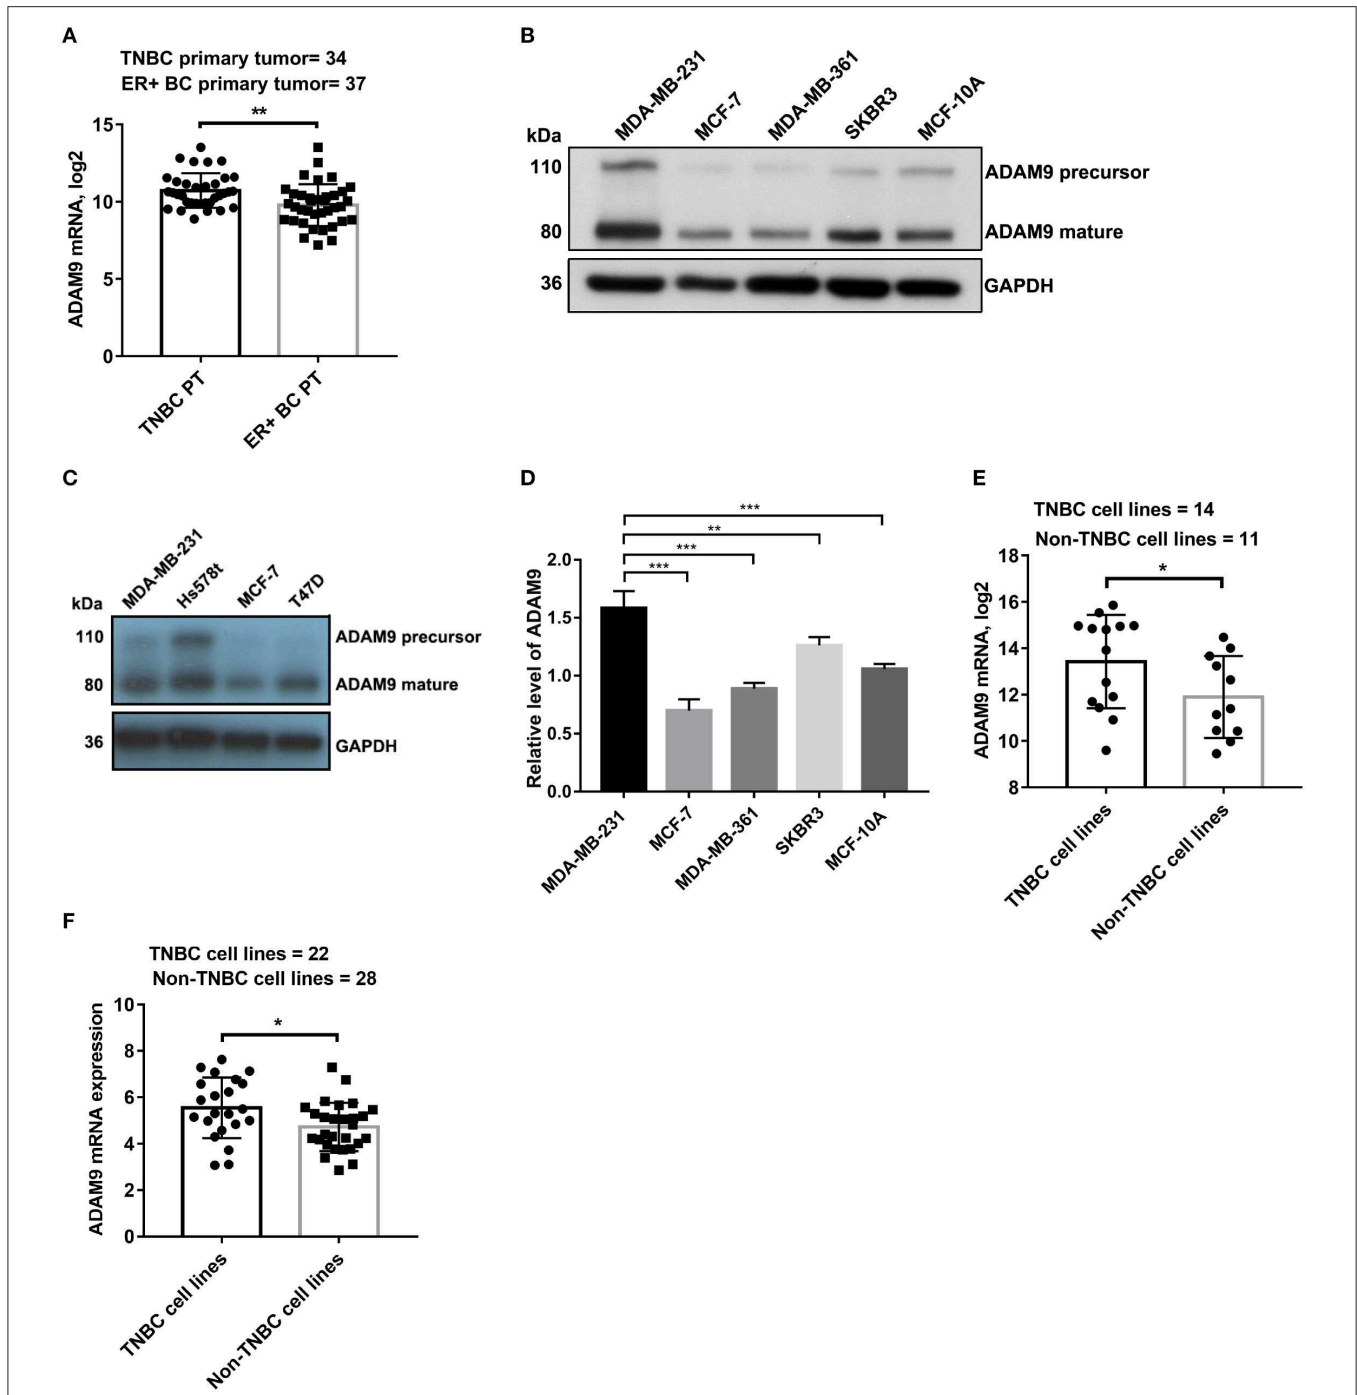 A
TNBC primary tumor= 34
ER+ BC primary tumor= 37
**
ADAM9 mRNA, log2
15
10
5
0
TNBC PT
ER+ BC PT
B
MDA-MB-231
MCF-7
MDA-MB-361
SKBR3
MCF-10A
kDa
110
ADAM9 precursor
80
ADAM9 mature
36
GAPDH
C
MDA-MB-231
Hs578t
MCF-7
T47D
kDa
110
ADAM9 precursor
80
ADAM9 mature
36
GAPDH
D
***
**
***
***
Relative level of ADAM9
2.0
1.5
1.0
0.5
0.0
MDA-MB-231
MCF-7
MDA-MB-361
SKBR3
MCF-10A
E
TNBC cell lines = 14
Non-TNBC cell lines = 11
*
ADAM9 mRNA, log2
18
16
14
12
10
8
TNBC cell lines
Non-TNBC cell lines
F
TNBC cell lines = 22
Non-TNBC cell lines = 28
*
ADAM9 mRNA expression
10
8
6
4
2
0
TNBC cell lines
Non-TNBC cell lines